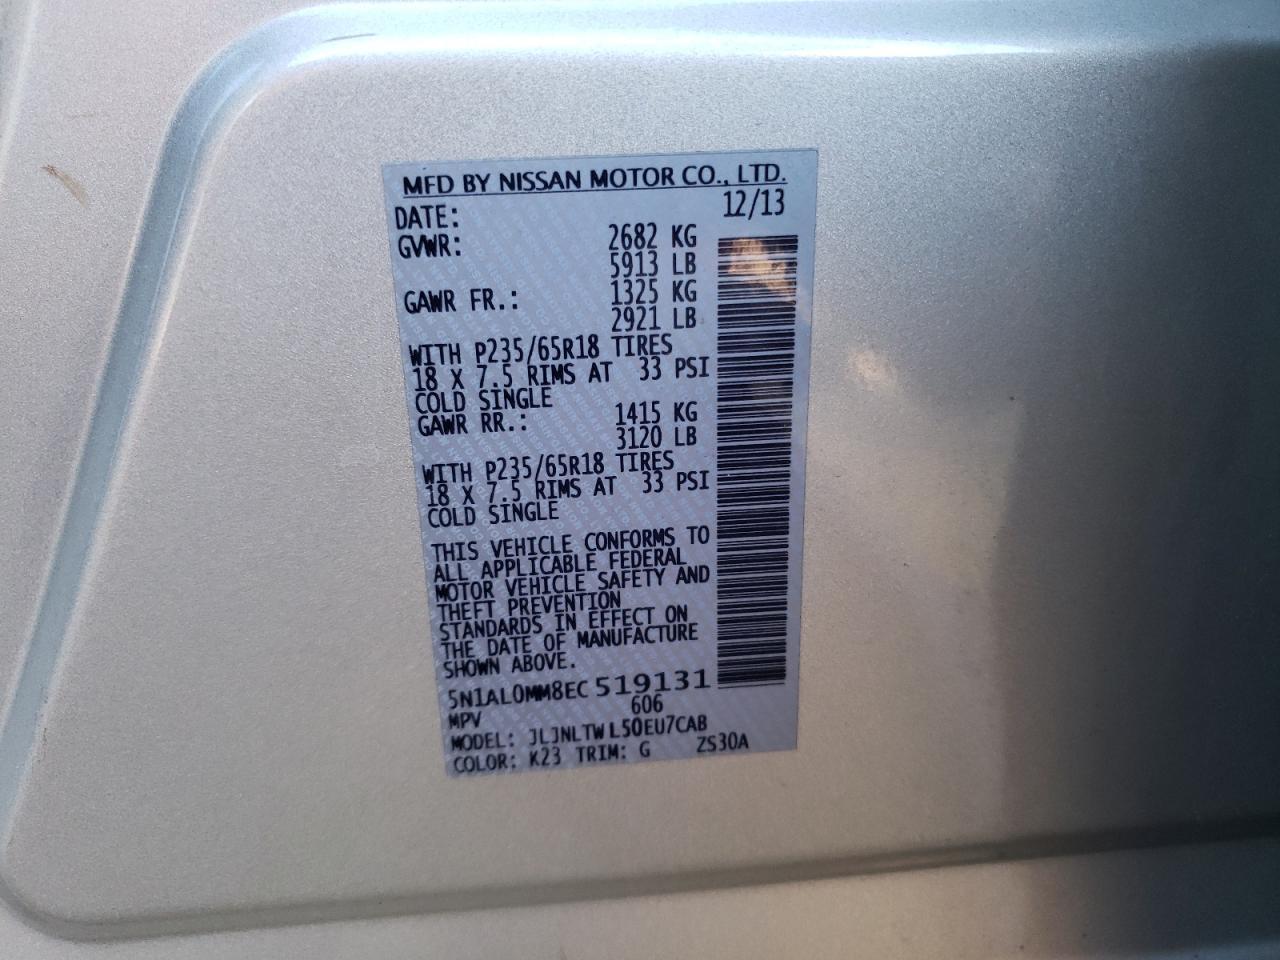 MFD BY NISSAN MOTOR CO., LTD.
DATE: 12/13
GVWR: 2682 KG
5913 LB
GAWR FR.: 1325 KG
2921 LB
WITH P235/65R18 TIRES
18 X 7.5 RIMS AT 33 PSI
COLD SINGLE
GAWR RR.: 1415 KG
3120 LB
WITH P235/65R18 TIRES
18 X 7.5 RIMS AT 33 PSI
COLD SINGLE
THIS VEHICLE CONFORMS TO
ALL APPLICABLE FEDERAL
MOTOR VEHICLE SAFETY AND
THEFT PREVENTION
STANDARDS IN EFFECT ON
THE DATE OF MANUFACTURE
SHOWN ABOVE.
5N1AL0MM8EC 519131
MPV 606
MODEL: JLJNLTW L50EU7CAB
COLOR: K23 TRIM: G ZS30A